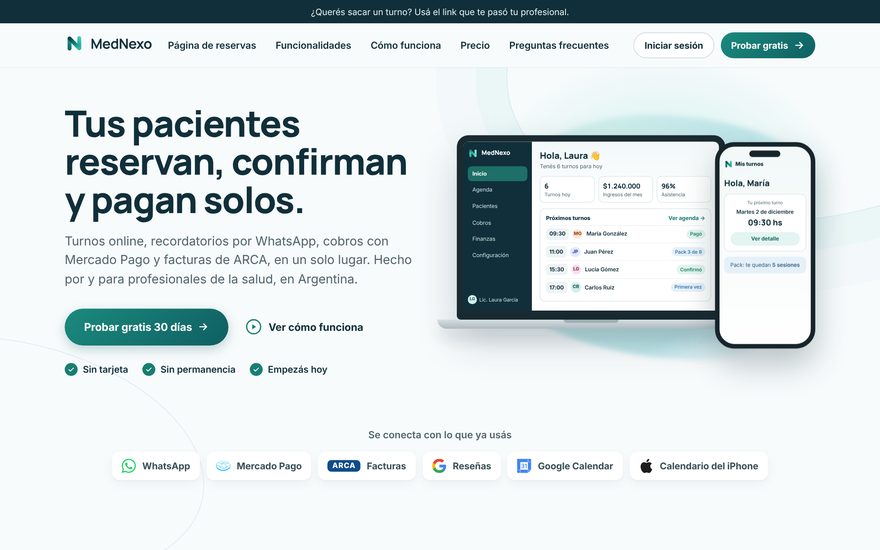 ¿Querés sacar un turno? Usá el link que te pasó tu profesional.
MedNexo
Página de reservas
Funcionalidades
Cómo funciona
Precio
Preguntas frecuentes
Iniciar sesión
Probar gratis →
Tus pacientes
reservan, confirman
y pagan solos.
Turnos online, recordatorios por WhatsApp, cobros con
Mercado Pago y facturas de ARCA, en un solo lugar. Hecho
por y para profesionales de la salud, en Argentina.
Probar gratis 30 días →
Ver cómo funciona
Sin tarjeta
Sin permanencia
Empezás hoy
MedNexo
Inicio
Agenda
Pacientes
Cobros
Finanzas
Configuración
LG Lic. Laura García
Hola, Laura 👋
Tenés 6 turnos para hoy
6
Turnos hoy
$1.240.000
Ingresos del mes
96%
Asistencia
Próximos turnos
Ver agenda →
09:30 MG María González Pagó
11:00 JP Juan Pérez Pack 3 de 8
15:30 LG Lucía Gómez Confirmó
17:00 CR Carlos Ruiz Primera vez
Mis turnos
Hola, María
Tu próximo turno
Martes 2 de diciembre
09:30 hs
Ver detalle
Pack: te quedan 5 sesiones
Se conecta con lo que ya usás
WhatsApp
Mercado Pago
ARCA Facturas
Reseñas
Google Calendar
Calendario del iPhone